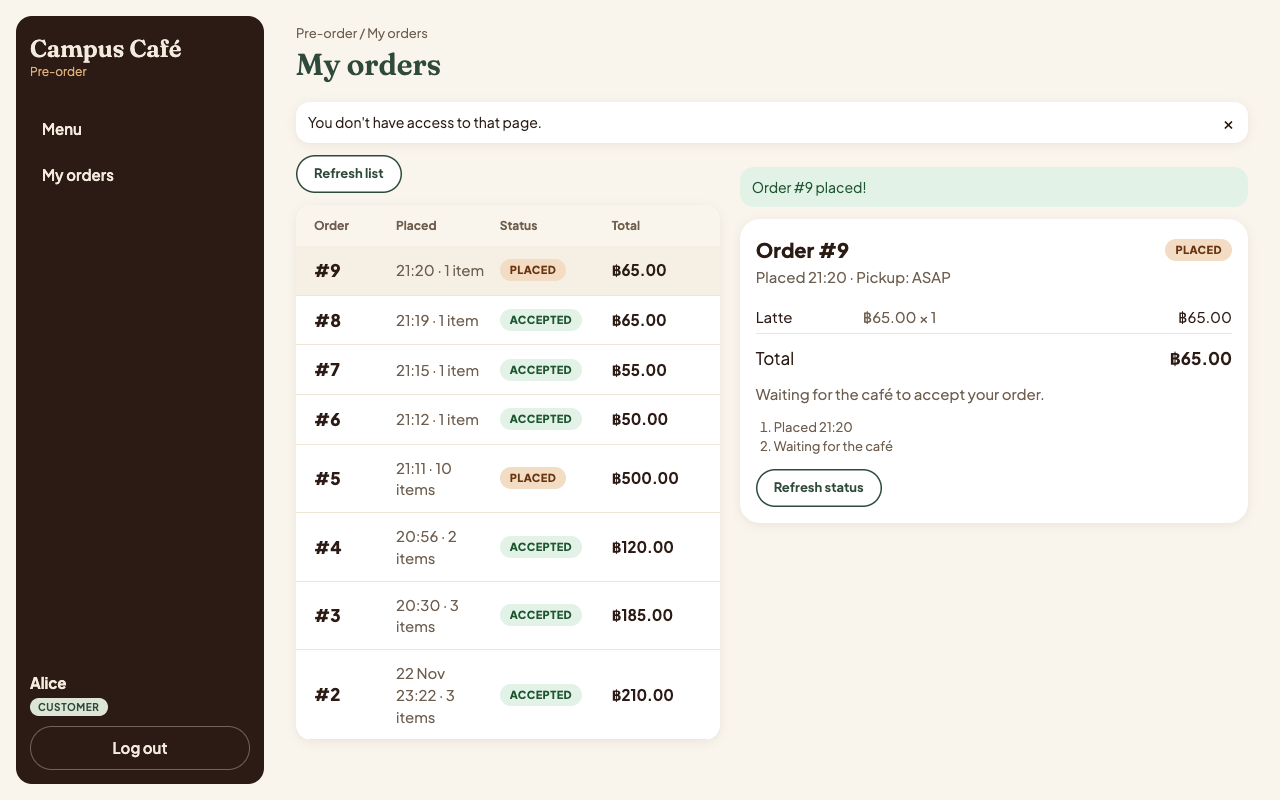 Campus Café
Pre-order
Menu
My orders
Alice
CUSTOMER
Log out
Pre-order / My orders
My orders
You don't have access to that page.
×
Refresh list
Order Placed Status Total
#9 21:20 · 1 item PLACED ฿65.00
#8 21:19 · 1 item ACCEPTED ฿65.00
#7 21:15 · 1 item ACCEPTED ฿55.00
#6 21:12 · 1 item ACCEPTED ฿50.00
#5 21:11 · 10 items PLACED ฿500.00
#4 20:56 · 2 items ACCEPTED ฿120.00
#3 20:30 · 3 items ACCEPTED ฿185.00
#2 22 Nov 23:22 · 3 items ACCEPTED ฿210.00
Order #9 placed!
Order #9 PLACED
Placed 21:20 · Pickup: ASAP
Latte ฿65.00 × 1 ฿65.00
Total ฿65.00
Waiting for the café to accept your order.
1. Placed 21:20
2. Waiting for the café
Refresh status